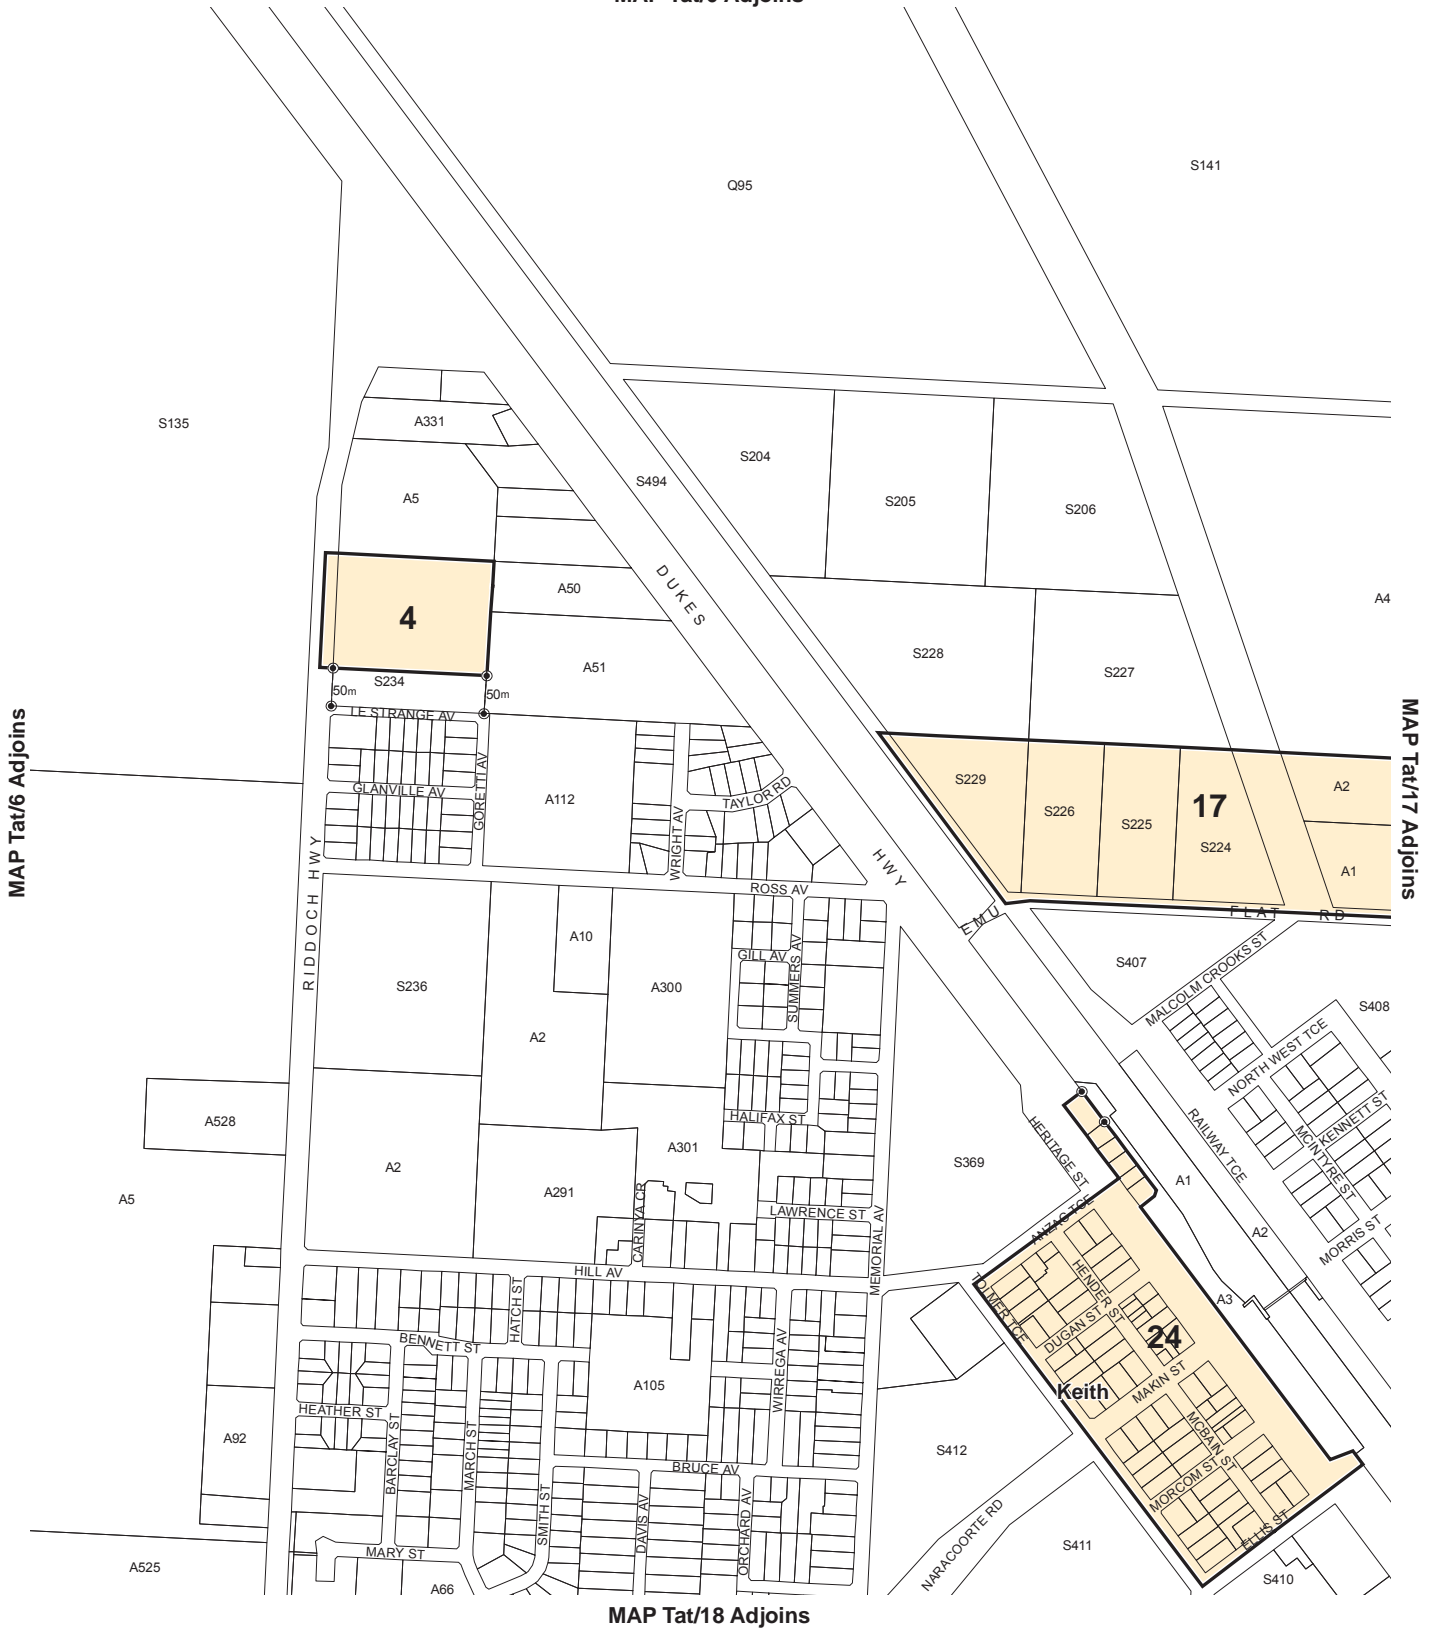 S141
Q95
S135
A331
S204
S494
A5
S205
S206
DUKES
A50
A4
4
S228
A51
S227
S234
50m
50m
LE STRANGE AV
MAP Tat/6 Adjoins
MAP Tat/17 Adjoins
GORETTI AV
GLANVILLE AV
A112
TAYLOR RD
WRIGHT AV
S229
S226
S225
17
S224
A2
A1
RIDDOCH HWY
HWY
ROSS AV
EMU
FLAT RD
A10
GILL AV
SUMMERS AV
S407
MALCOLM CROOKS ST
S236
A300
S408
A2
NORTH WEST TCE
KENNETT ST
HALIFAX ST
A528
RAILWAY TCE
MCINTYRE ST
HERITAGE ST
A301
S369
A2
A291
A1
A5
CARINYA CR
LAWRENCE ST
MEMORIAL AV
ANZAC TCE
A2
MORRIS ST
HILL AV
HENDER ST
TOLMER TCE
A3
HATCH ST
DUGAN ST
24
BENNETT ST
WIRREGA AV
A105
Keith
MAKIN ST
HEATHER ST
MCBAIN ST
A92
BARCLAY ST
MARCH ST
S412
BRUCE AV
MORCOM ST
SMITH ST
DAVIS AV
ORCHARD AV
NARACOORTE RD
ELLIS ST
S411
MARY ST
A525
A66
S410
MAP Tat/18 Adjoins